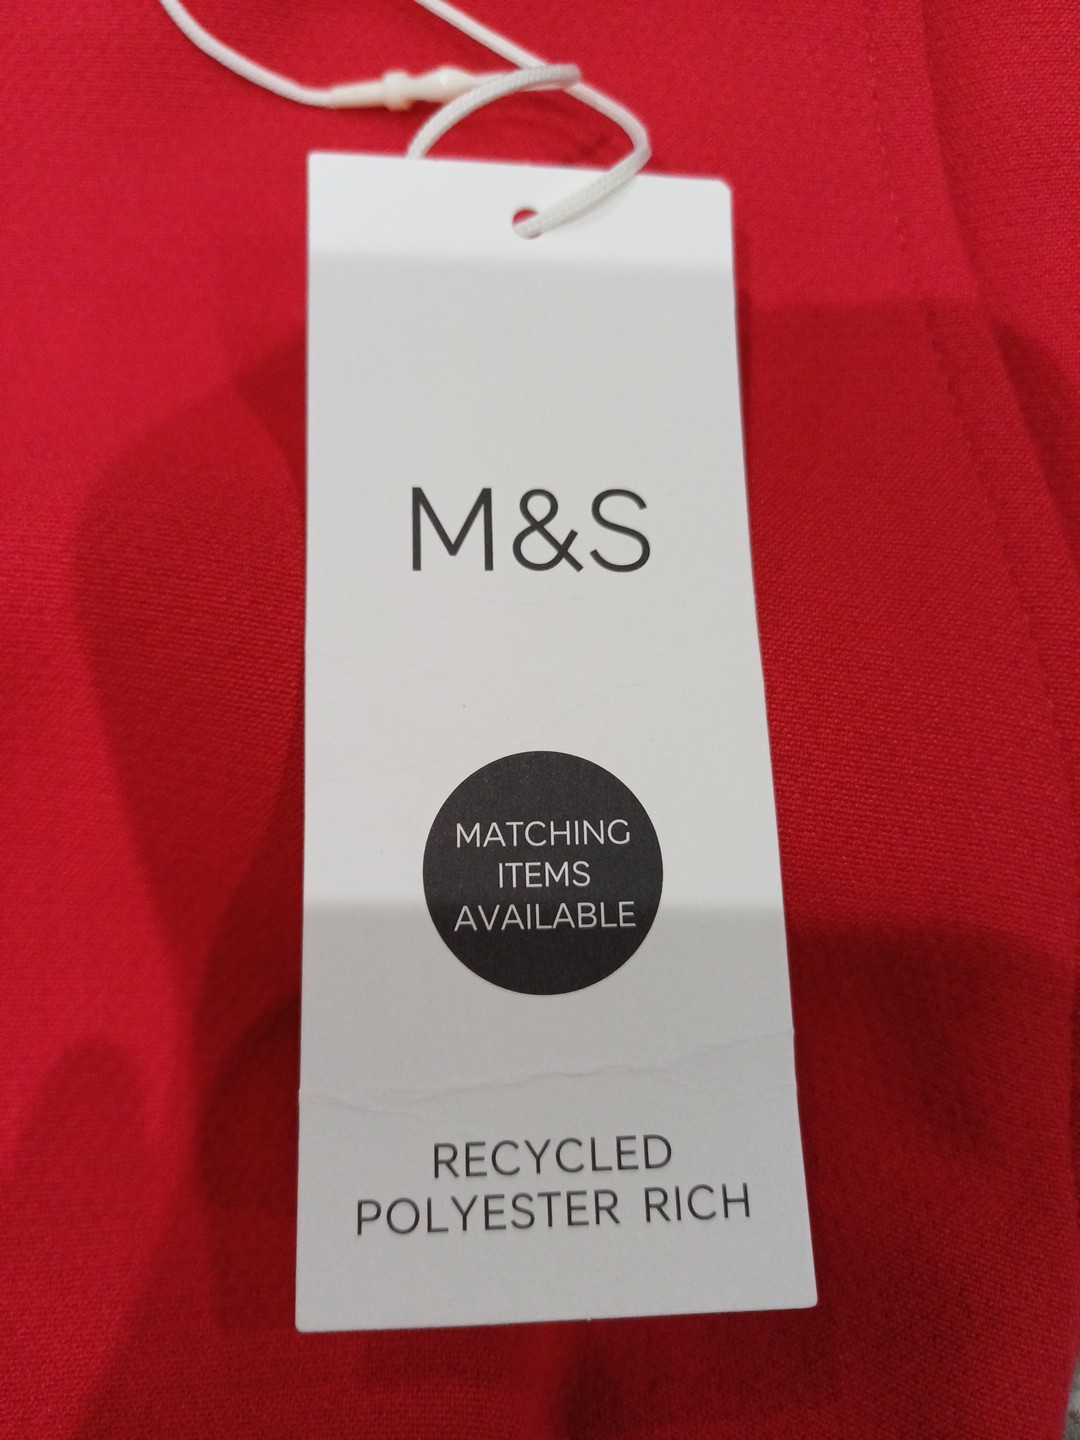 M&S
MATCHING
ITEMS
AVAILABLE
RECYCLED
POLYESTER RICH